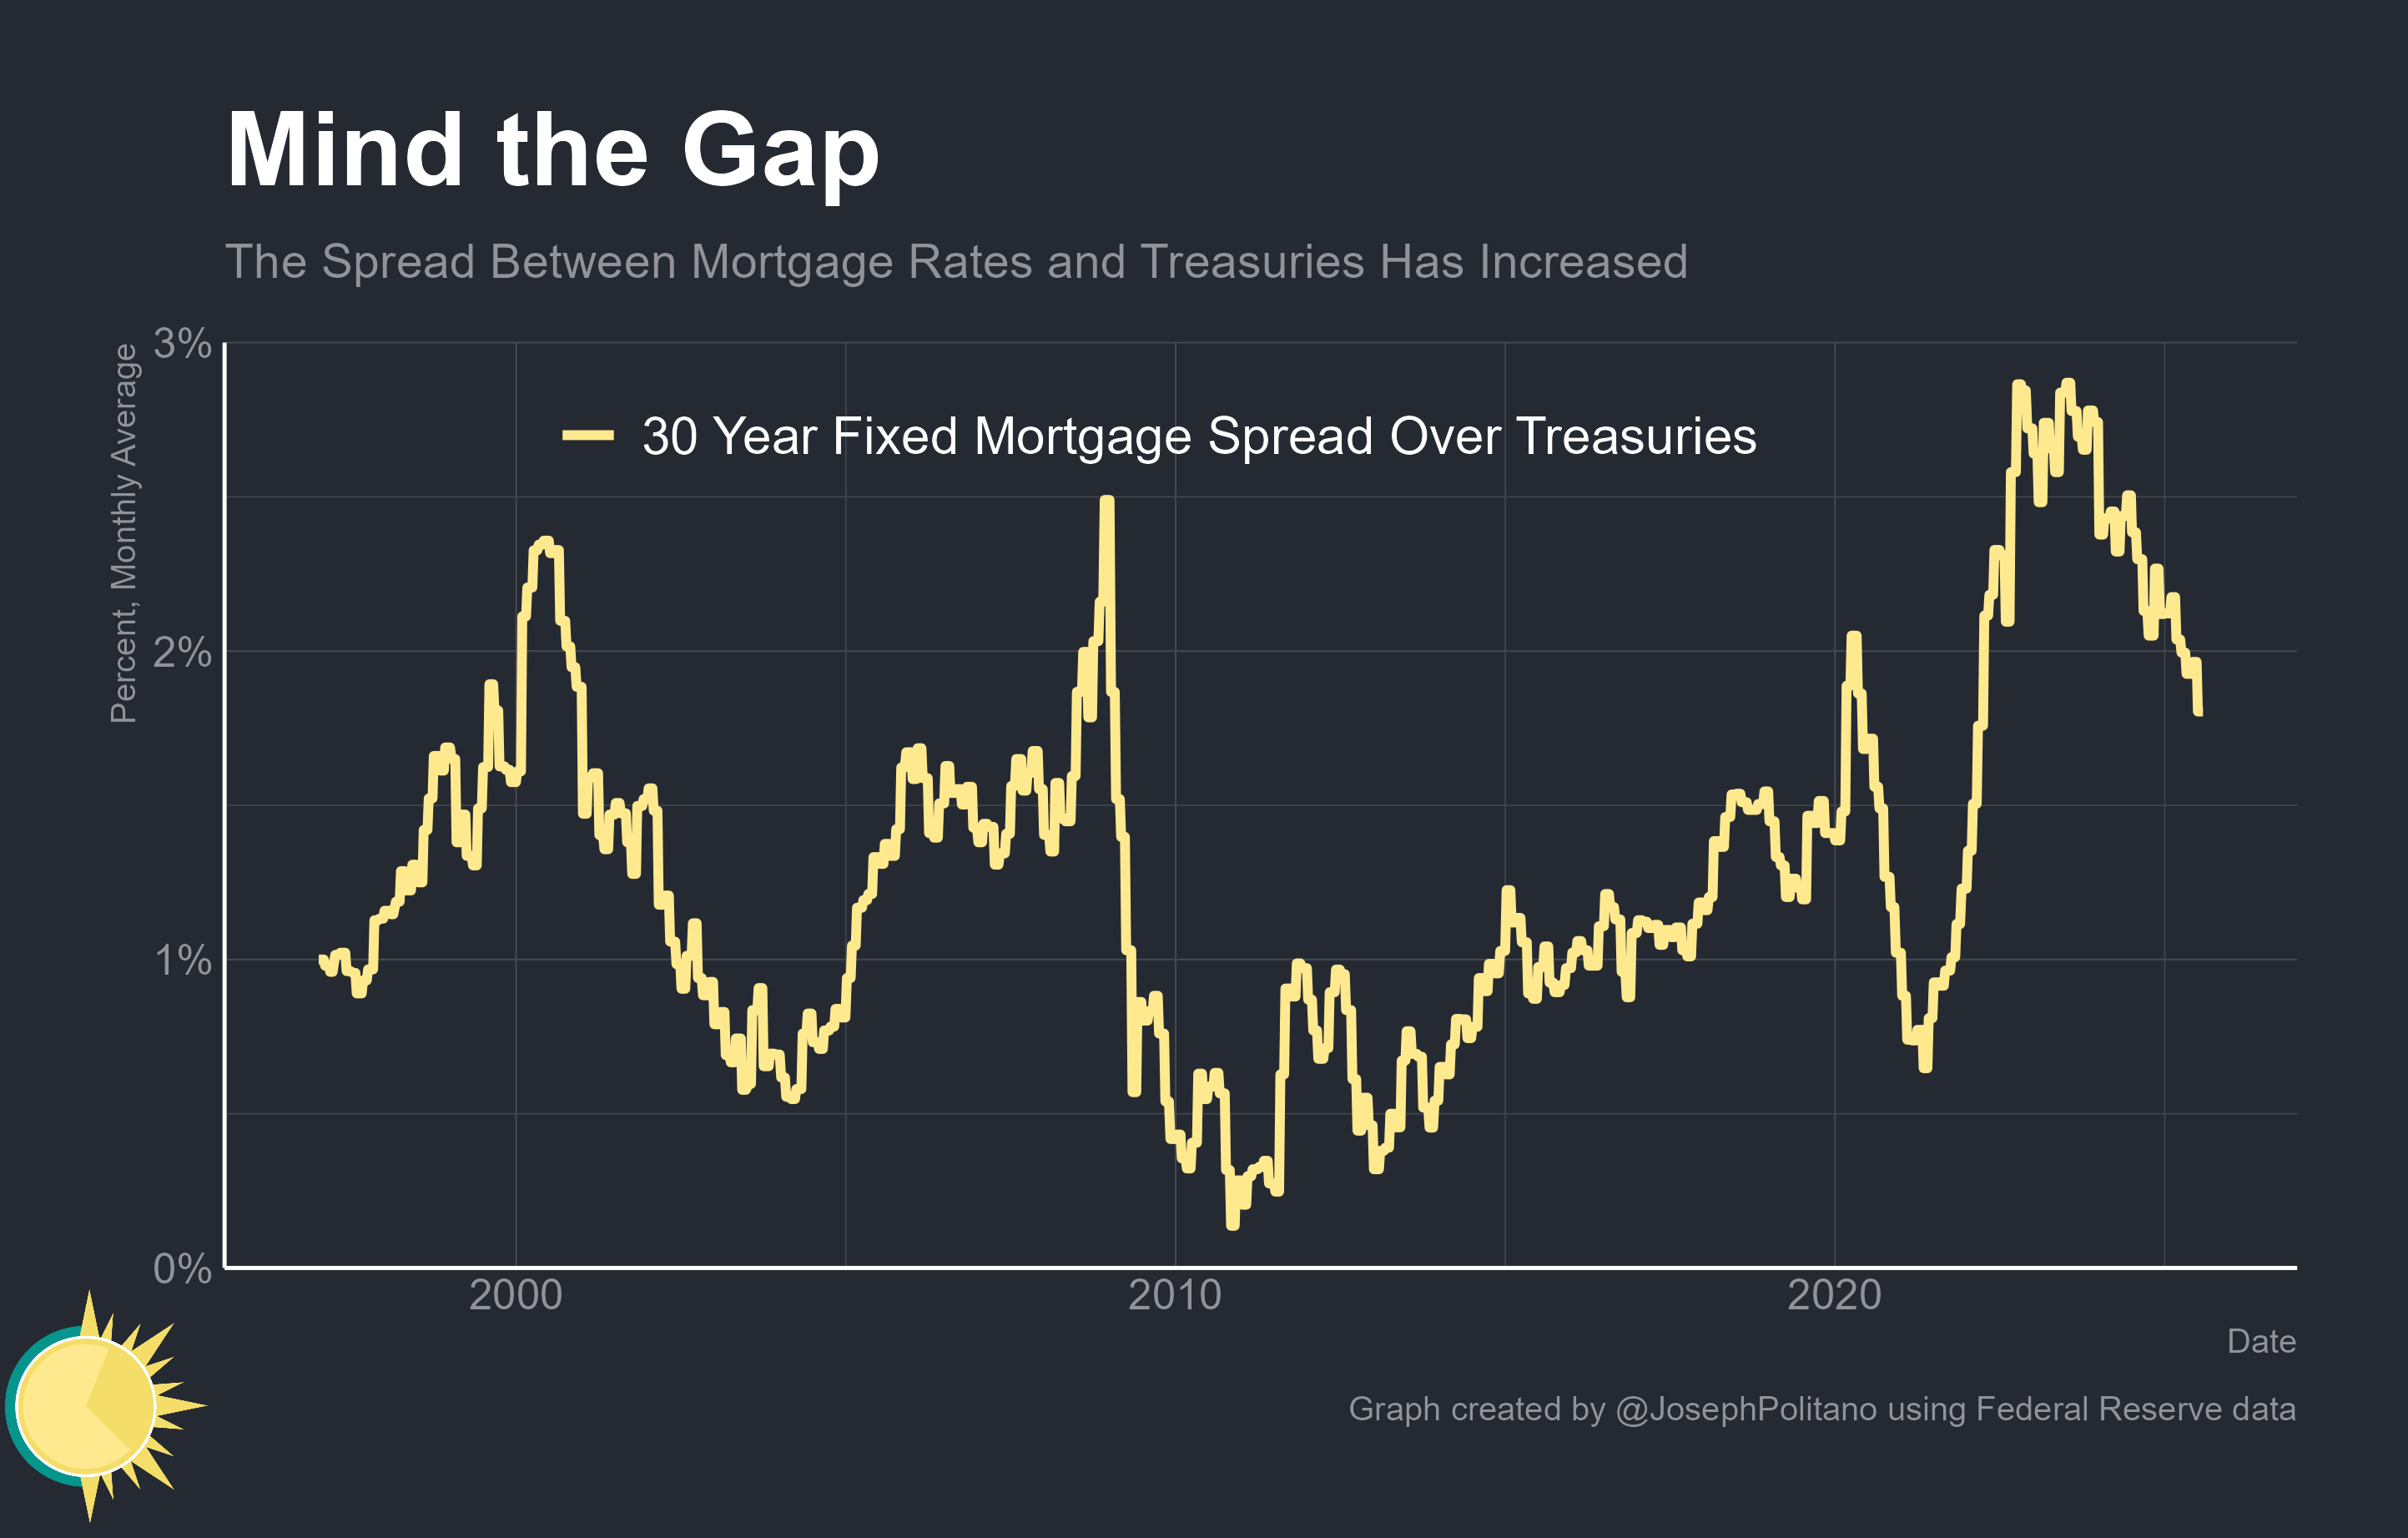 Mind the Gap
The Spread Between Mortgage Rates and Treasuries Has Increased
Percent, Monthly Average
3%
30 Year Fixed Mortgage Spread Over Treasuries
2%
1%
0%
2000
2010
2020
Date
Graph created by @JosephPolitano using Federal Reserve data